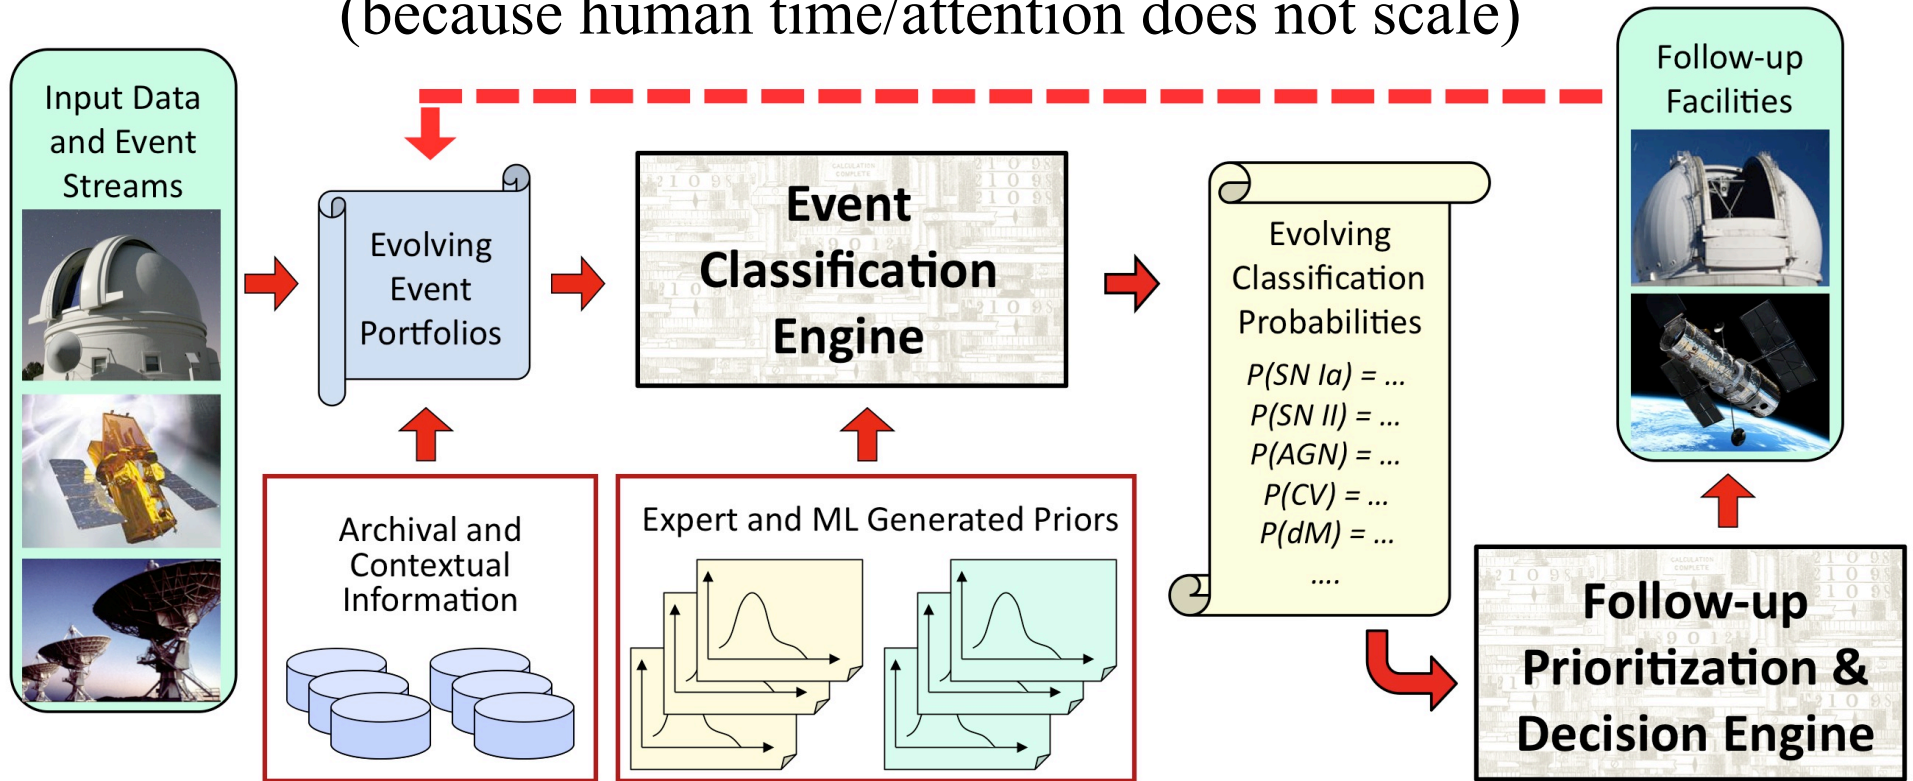 (because human time/attention does not scale)
Input Data
and Event
Streams
Evolving
Event
Portfolios
Event
Classification
Engine
Evolving
Classification
Probabilities
P(SN Ia) = ...
P(SN II) = ...
P(AGN) = ...
P(CV) = ...
P(dM) = ...
....
Follow-up
Facilities
Archival and
Contextual
Information
Expert and ML Generated Priors
Follow-up
Prioritization &
Decision Engine